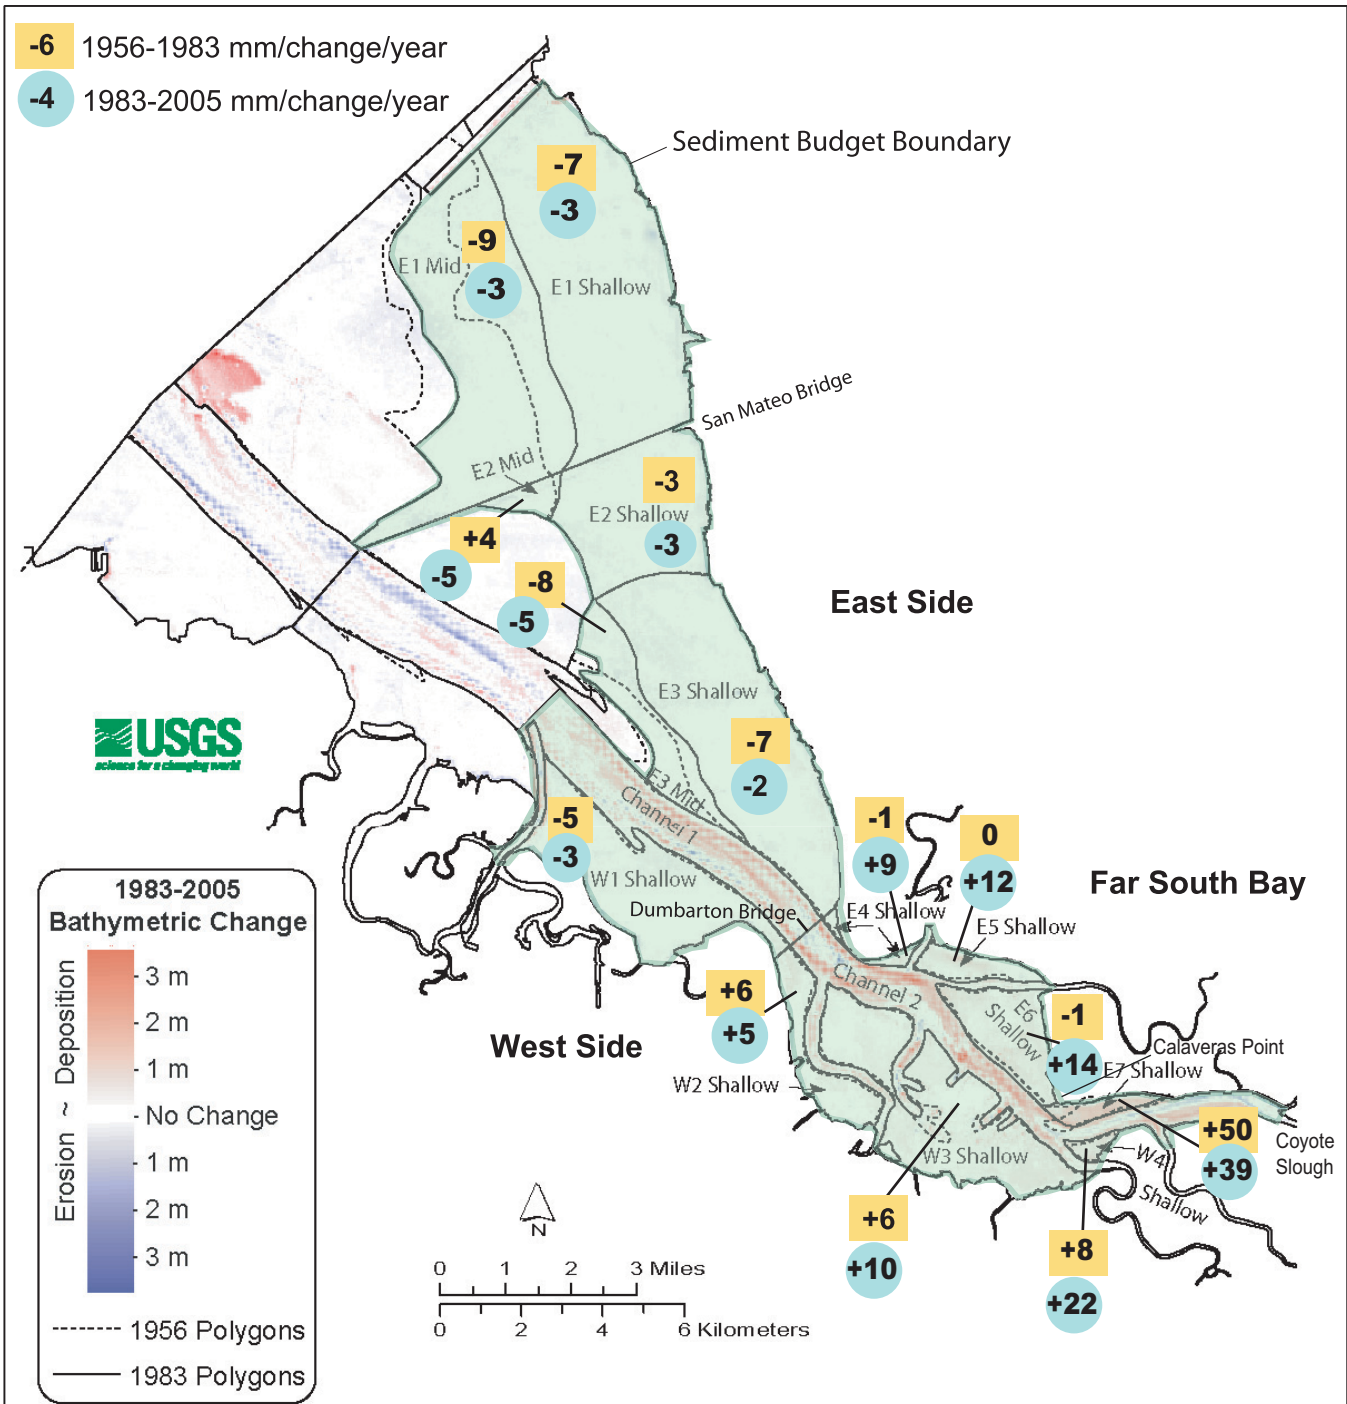 -6 1956-1983 mm/change/year
-4 1983-2005 mm/change/year
Sediment Budget Boundary
-7
-3
-9
E1 Mid
-3
E1 Shallow
San Mateo Bridge
E2 Mid
-3
E2 Shallow
-3
+4
-5
-8
-5
East Side
E3 Shallow
USGS
science for a changing world
-7
-2
E3 Mid
Channel 1
-5
-3
W1 Shallow
-1
+9
0
+12
Far South Bay
Dumbarton Bridge
E4 Shallow
E5 Shallow
Channel 2
+6
+5
West Side
E6
Shallow
-1
+14
Calaveras Point
E7 Shallow
W2 Shallow
+50
+39
Coyote
Slough
W3 Shallow
W4
Shallow
+6
+10
+8
+22
1983-2005
Bathymetric Change
Erosion ~ Deposition
3 m
2 m
1 m
No Change
1 m
2 m
3 m
1956 Polygons
1983 Polygons
N
0 1 2 3 Miles
0 2 4 6 Kilometers